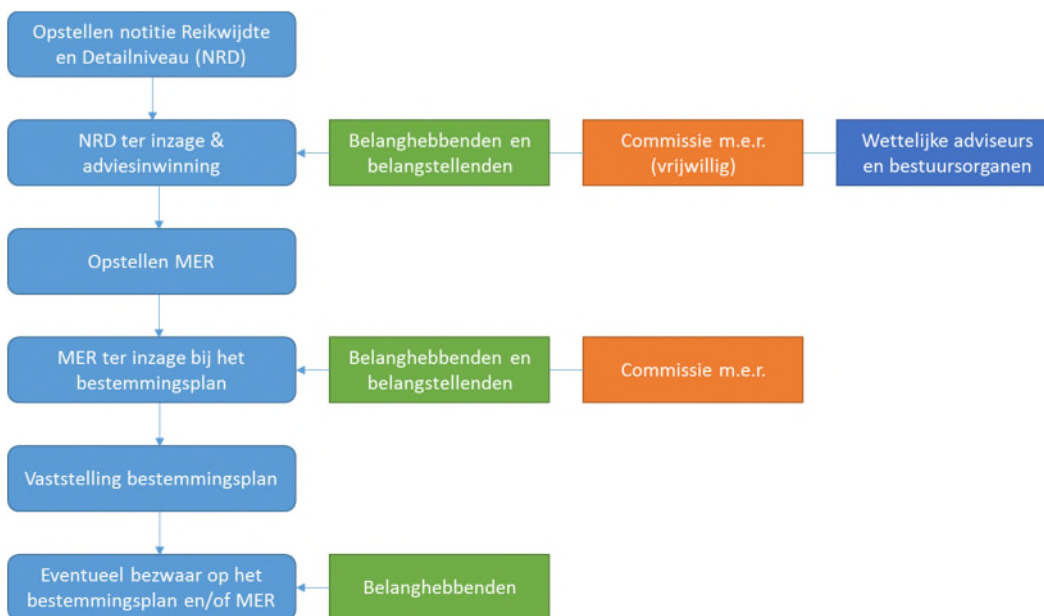 Opstellen notitie Reikwijdte
en Detailniveau (NRD)
NRD ter inzage &
adviesinwinning
Belanghebbenden en
belangstellenden
Commissie m.e.r.
(vrijwillig)
Wettelijke adviseurs
en bestuursorganen
Opstellen MER
MER ter inzage bij het
bestemmingsplan
Belanghebbenden en
belangstellenden
Commissie m.e.r.
Vaststelling bestemmingsplan
Eventueel bezwaar op het
bestemmingsplan en/of MER
Belanghebbenden